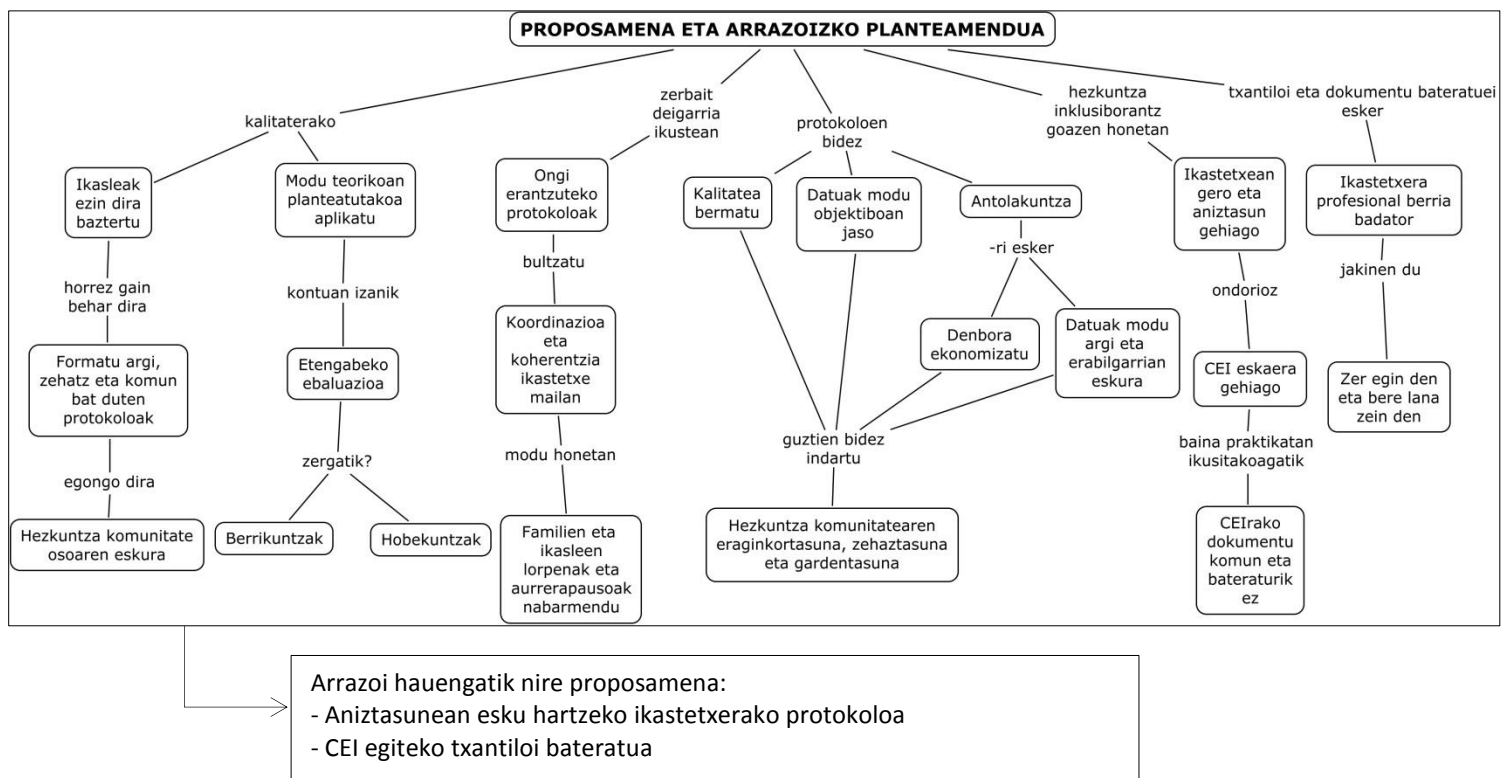 PROPOSAMENA ETA ARRAZOIZKO PLANTEAMENDUA
kalitaterako
Ikasleak
ezin dira
baztertu
horrez gain
behar dira
Formatu argi,
zehatz eta komun
bat duten
protokoloak
egongo dira
Hezkuntza komunitate
osoaren eskura
Modu teorikoan
planteatutakoa
aplikatu
kontuan izanik
Etengabeko
ebaluazioa
zergatik?
Berrikuntzak
Hobekuntzak
zerbait
deigarria
ikustean
Ongi
erantzuteko
protokoloak
bultzatu
Koordinazioa
eta
koherentzia
ikastetxe
mailan
modu honetan
Familien eta
ikasleen
lorpenak eta
aurrerapausoak
nabarmendu
protokoloen
bidez
Kalitatea
bermatu
Datuak modu
objektiboan
jaso
Antolakuntza
-ri esker
Denbora
ekonomizatu
Datuak modu
argi eta
erabilgarrian
eskura
guztien bidez
indartu
Hezkuntza komunitatearen
eraginkortasuna, zehaztasuna
eta gardentasuna
hezkuntza
inklusiborantz
goazen honetan
Ikastetxean
gero eta
aniztasun
gehiago
ondorioz
CEI eskaera
gehiago
baina praktikatan
ikusitakoagatik
CEIrako
dokumentu
komun eta
bateraturik
ez
txantiloi eta dokumentu bateratuei
esker
Ikastetxera
profesional berria
badator
jakinen du
Zer egin den
eta bere lana
zein den
Arrazoi hauengatik nire proposamena:
- Aniztasunean esku hartzeko ikastetxerako protokoloa
- CEI egiteko txantiloi bateratua